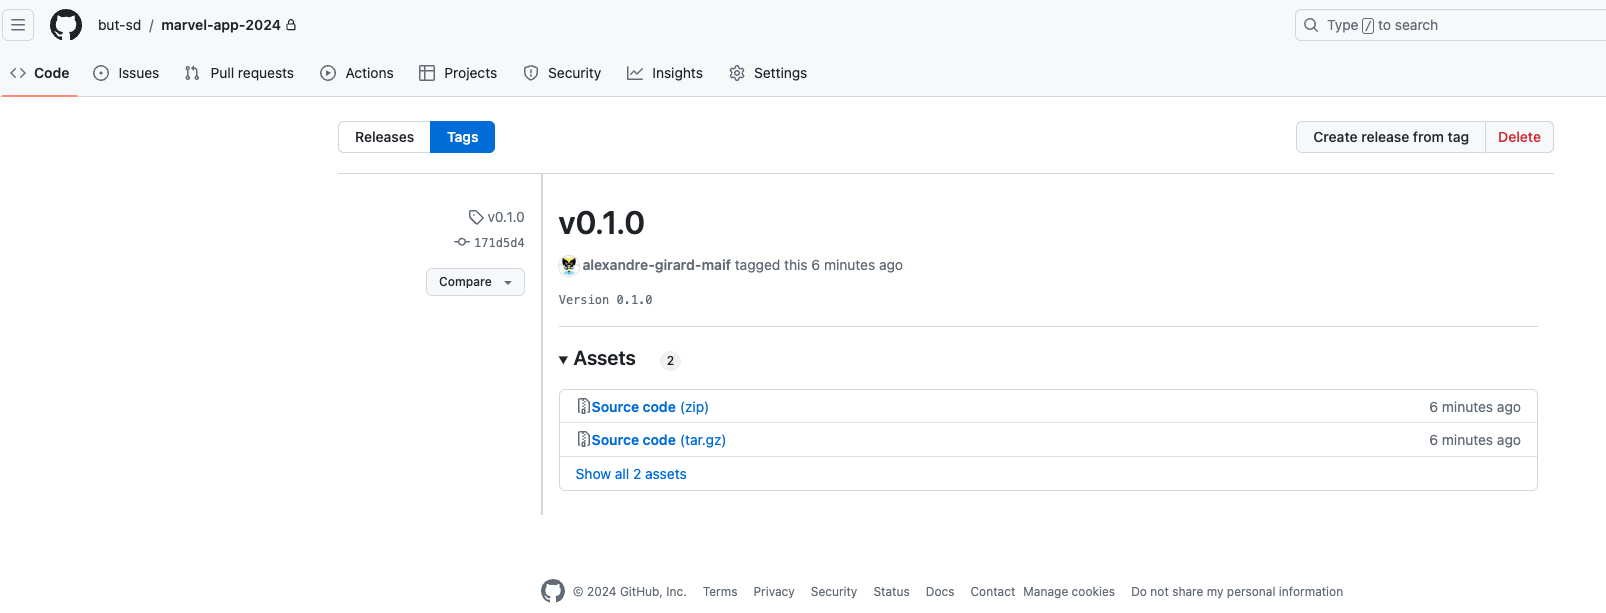 but-sd / marvel-app-2024
Type / to search
Code Issues Pull requests Actions Projects Security Insights Settings
Releases Tags
Create release from tag Delete
v0.1.0
171d5d4
Compare
v0.1.0
alexandre-girard-maif tagged this 6 minutes ago
Version 0.1.0
Assets 2
Source code (zip) 6 minutes ago
Source code (tar.gz) 6 minutes ago
Show all 2 assets
© 2024 GitHub, Inc. Terms Privacy Security Status Docs Contact Manage cookies Do not share my personal information